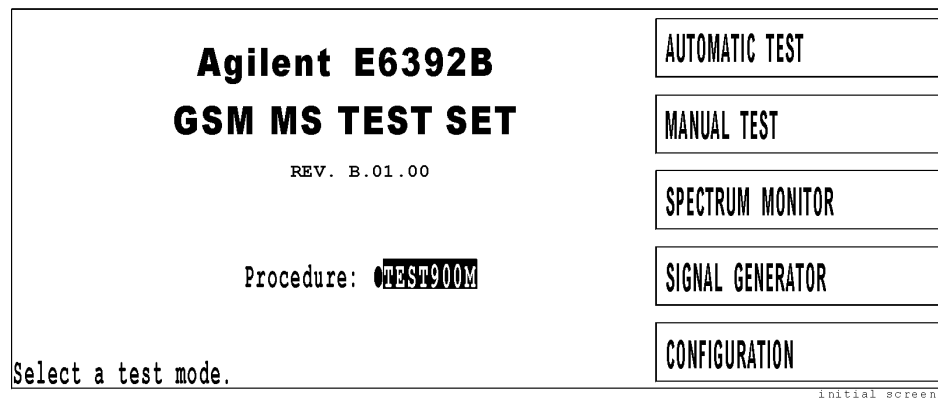 Agilent E6392B
GSM MS TEST SET
REV. B.01.00
Procedure: TEST900M
Select a test mode.
AUTOMATIC TEST
MANUAL TEST
SPECTRUM MONITOR
SIGNAL GENERATOR
CONFIGURATION
initial screen